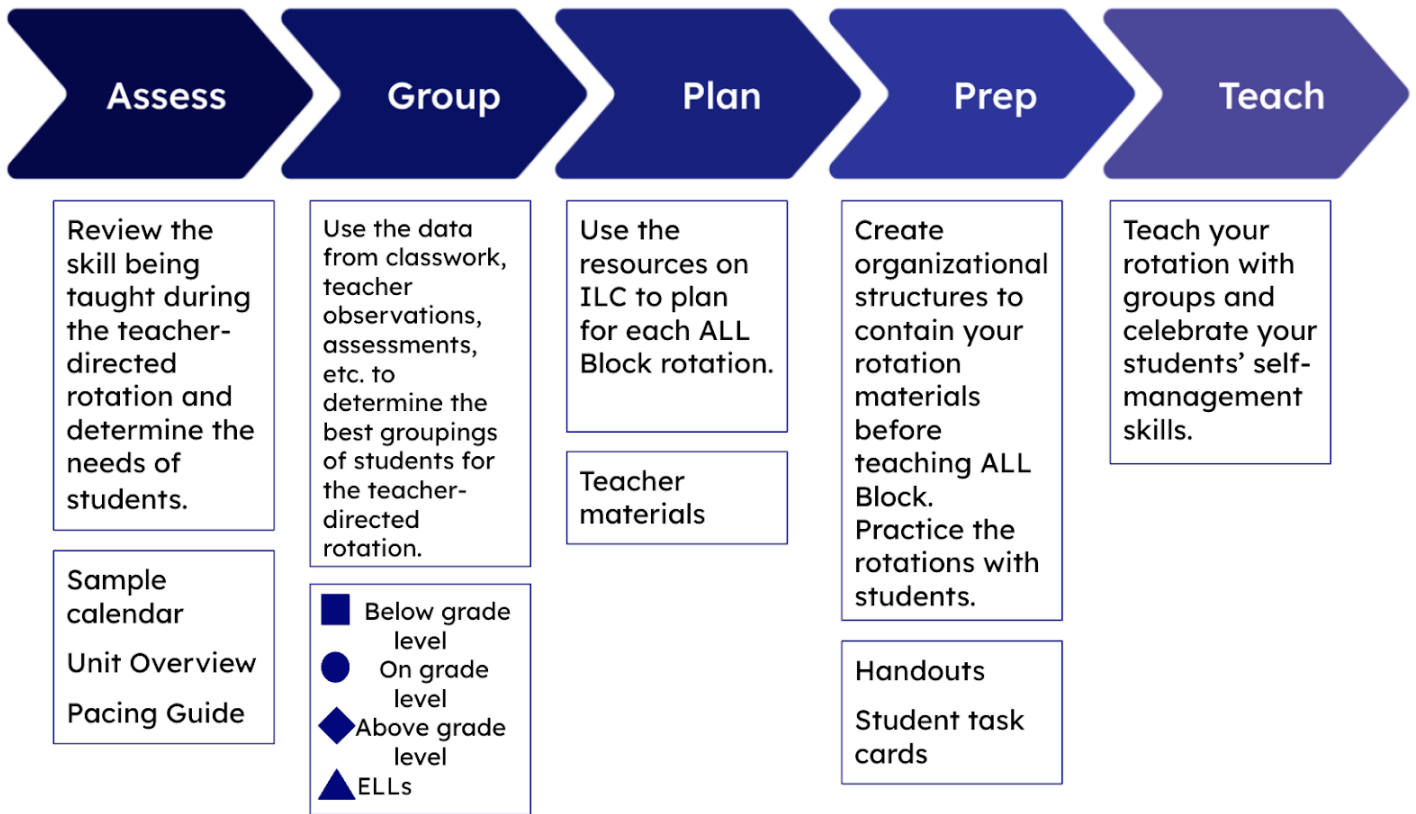 Assess
Group
Plan
Prep
Teach
Review the
skill being
taught during
the teacher-
directed
rotation and
determine the
needs of
students.
Sample
calendar
Unit Overview
Pacing Guide
Use the data
from classwork,
teacher
observations,
assessments,
etc. to
determine the
best groupings
of students for
the teacher-
directed
rotation.
Below grade
level
On grade
level
Above grade
level
ELLs
Use the
resources on
ILC to plan
for each ALL
Block rotation.
Teacher
materials
Create
organizational
structures to
contain your
rotation
materials
before
teaching ALL
Block.
Practice the
rotations with
students.
Handouts
Student task
cards
Teach your
rotation with
groups and
celebrate your
students’ self-
management
skills.